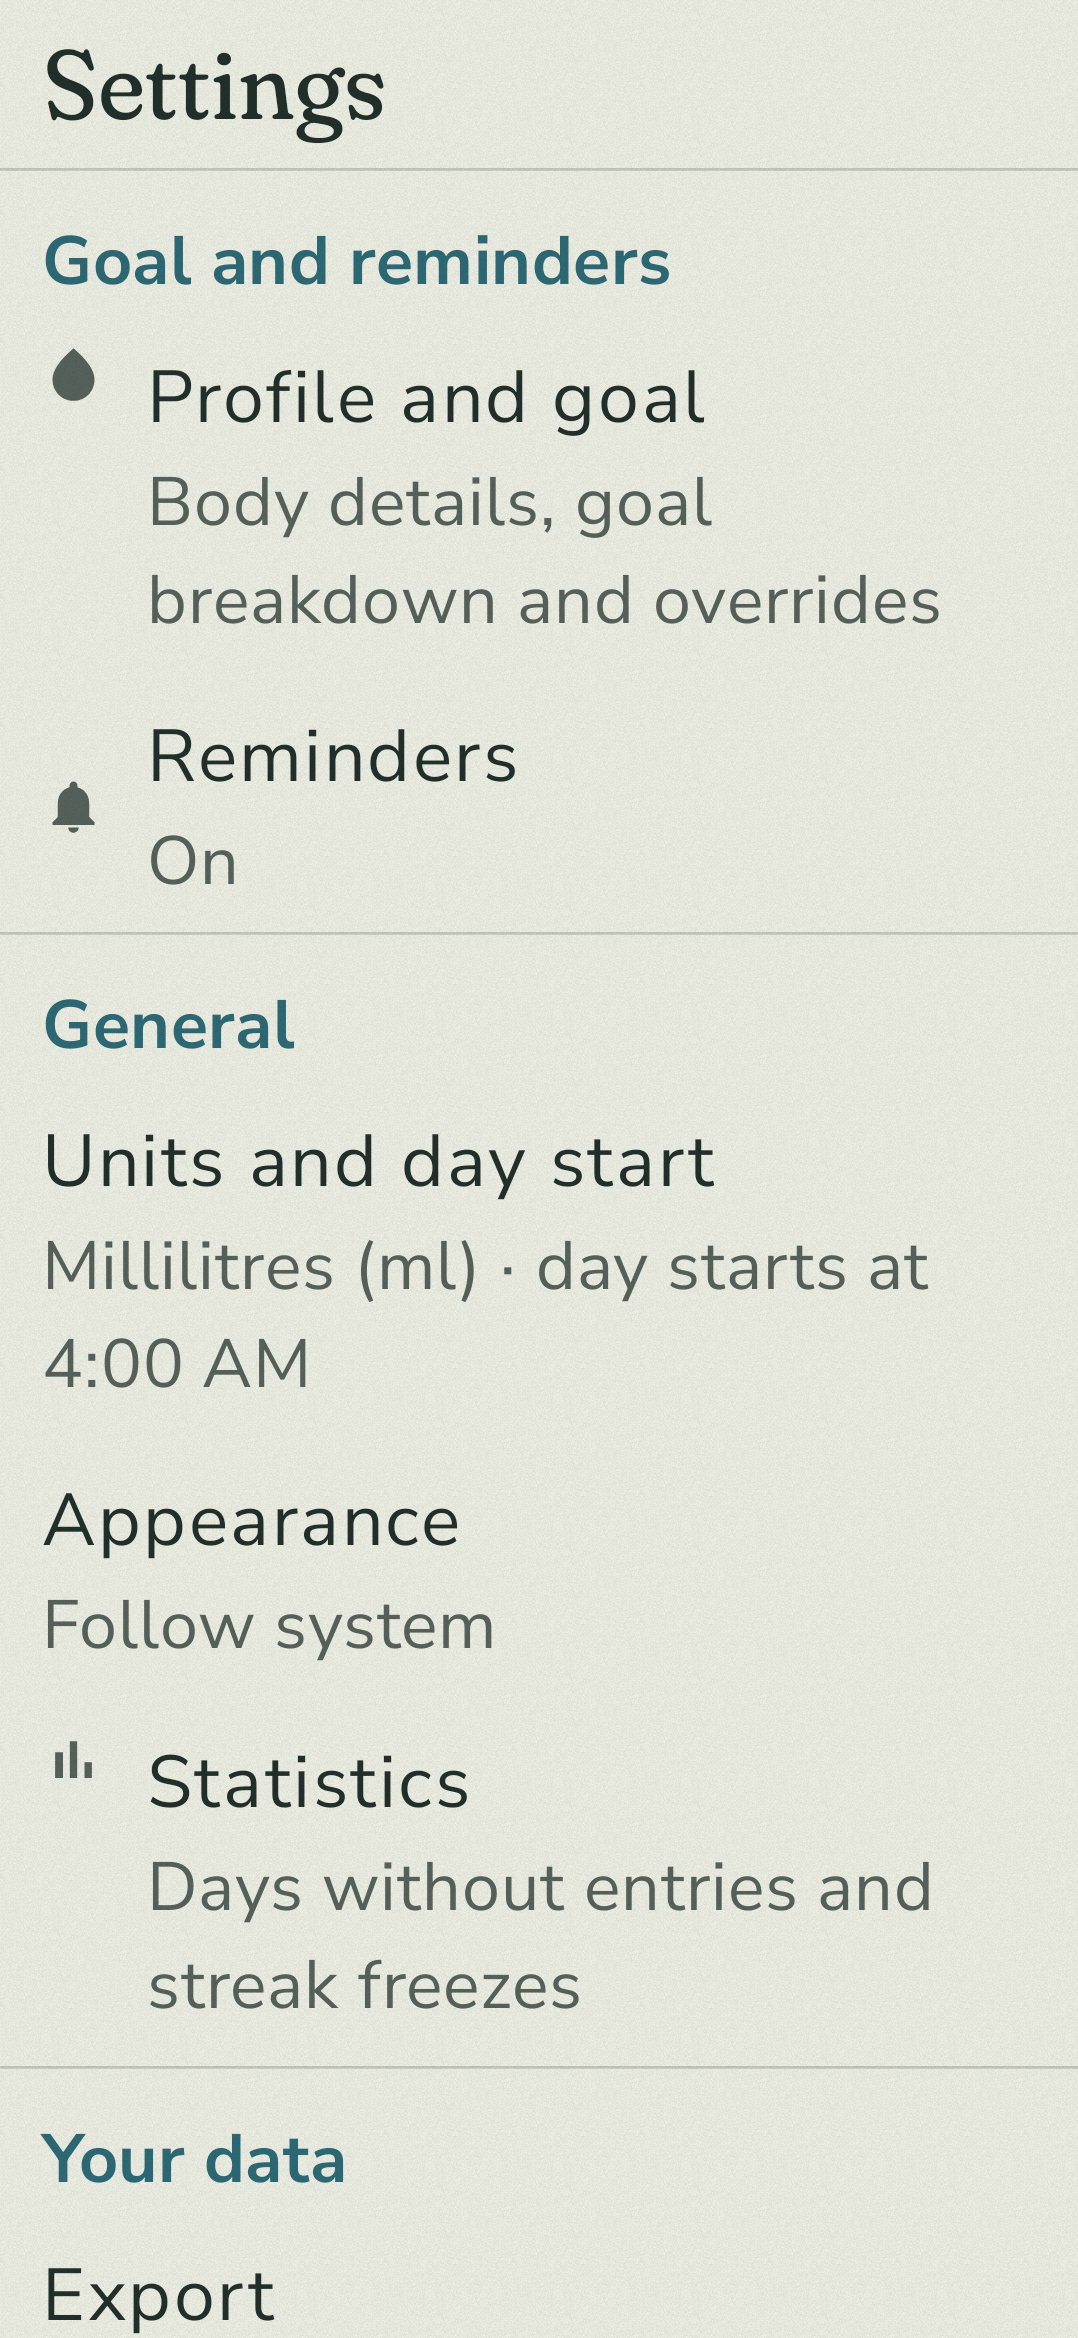 Settings
Goal and reminders
Profile and goal
Body details, goal
breakdown and overrides
Reminders
On
General
Units and day start
Millilitres (ml) · day starts at
4:00 AM
Appearance
Follow system
Statistics
Days without entries and
streak freezes
Your data
Export